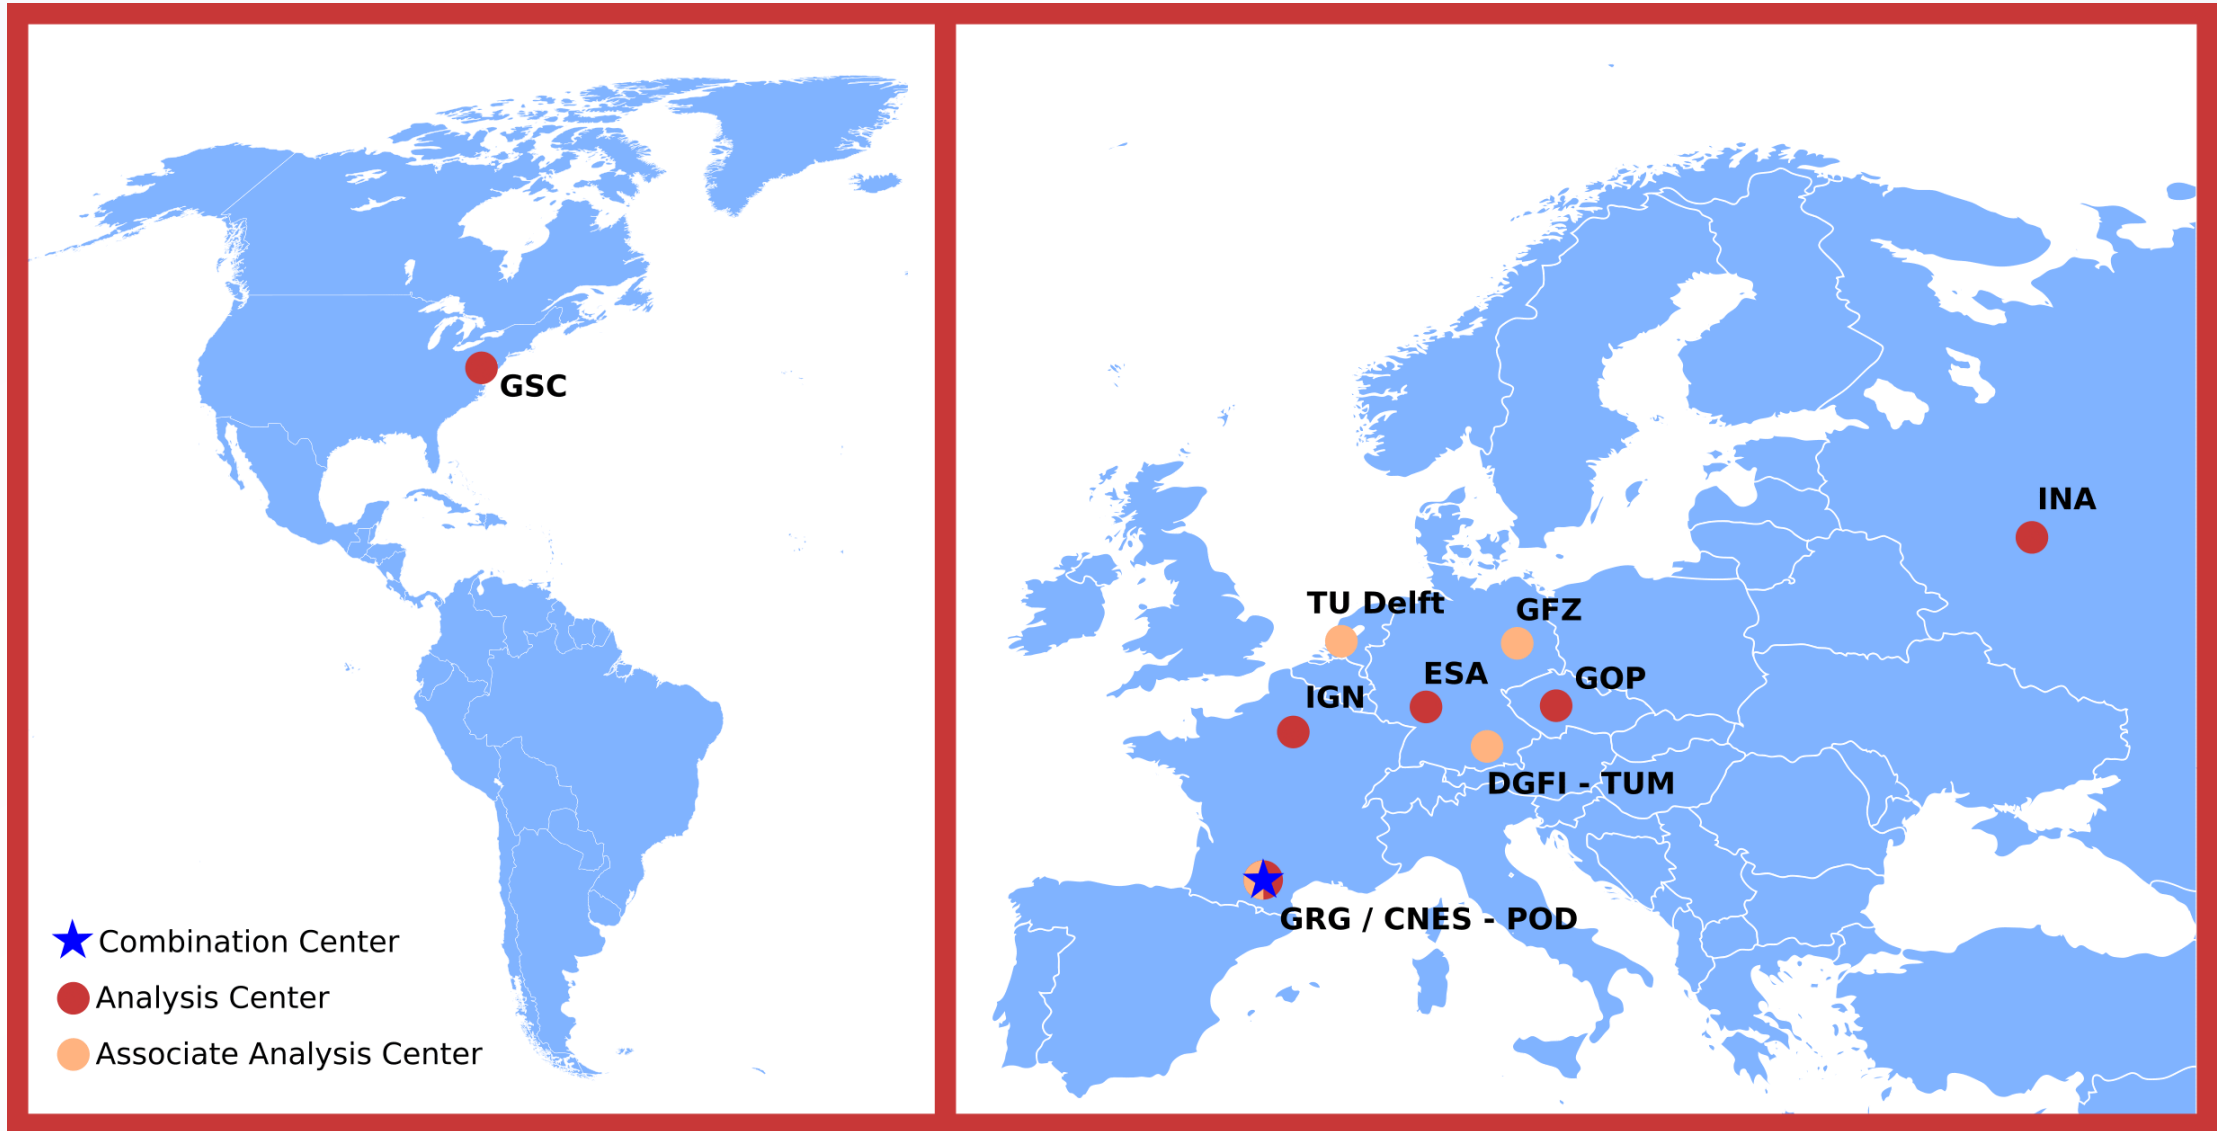 GSC
Combination Center
Analysis Center
Associate Analysis Center
INA
TU Delft
GFZ
ESA
GOP
IGN
DGFI - TUM
GRG / CNES - POD